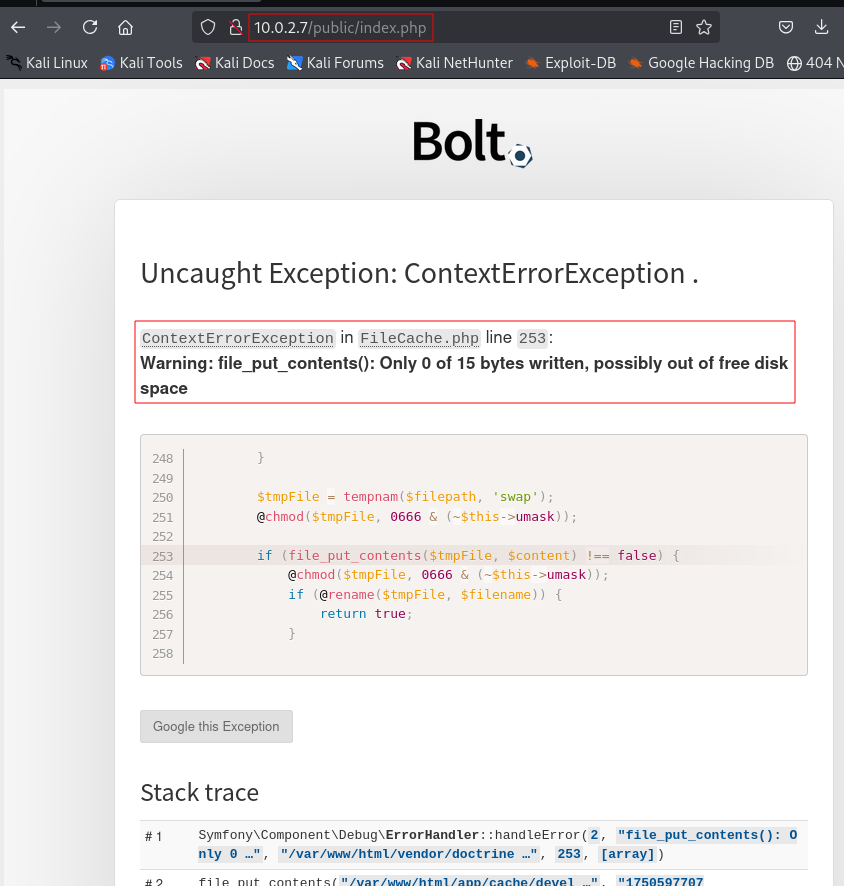 10.0.2.7/public/index.php
Kali Linux Kali Tools Kali Docs Kali Forums Kali NetHunter Exploit-DB Google Hacking DB 404 N
Bolt
Uncaught Exception: ContextErrorException .
ContextErrorException in FileCache.php line 253:
Warning: file_put_contents(): Only 0 of 15 bytes written, possibly out of free disk
space
248         }
249
250         $tmpFile = tempnam($filepath, 'swap');
251         @chmod($tmpFile, 0666 & (~$this->umask));
252
253         if (file_put_contents($tmpFile, $content) !== false) {
254             @chmod($tmpFile, 0666 & (~$this->umask));
255             if (@rename($tmpFile, $filename)) {
256                 return true;
257             }
258
Google this Exception
Stack trace
# 1 Symfony\Component\Debug\ErrorHandler::handleError(2, "file_put_contents(): O
nly 0 …", "/var/www/html/vendor/doctrine …", 253, [array])
# 2 file_put_contents("/var/www/html/app/cache/devel …", "1750597707